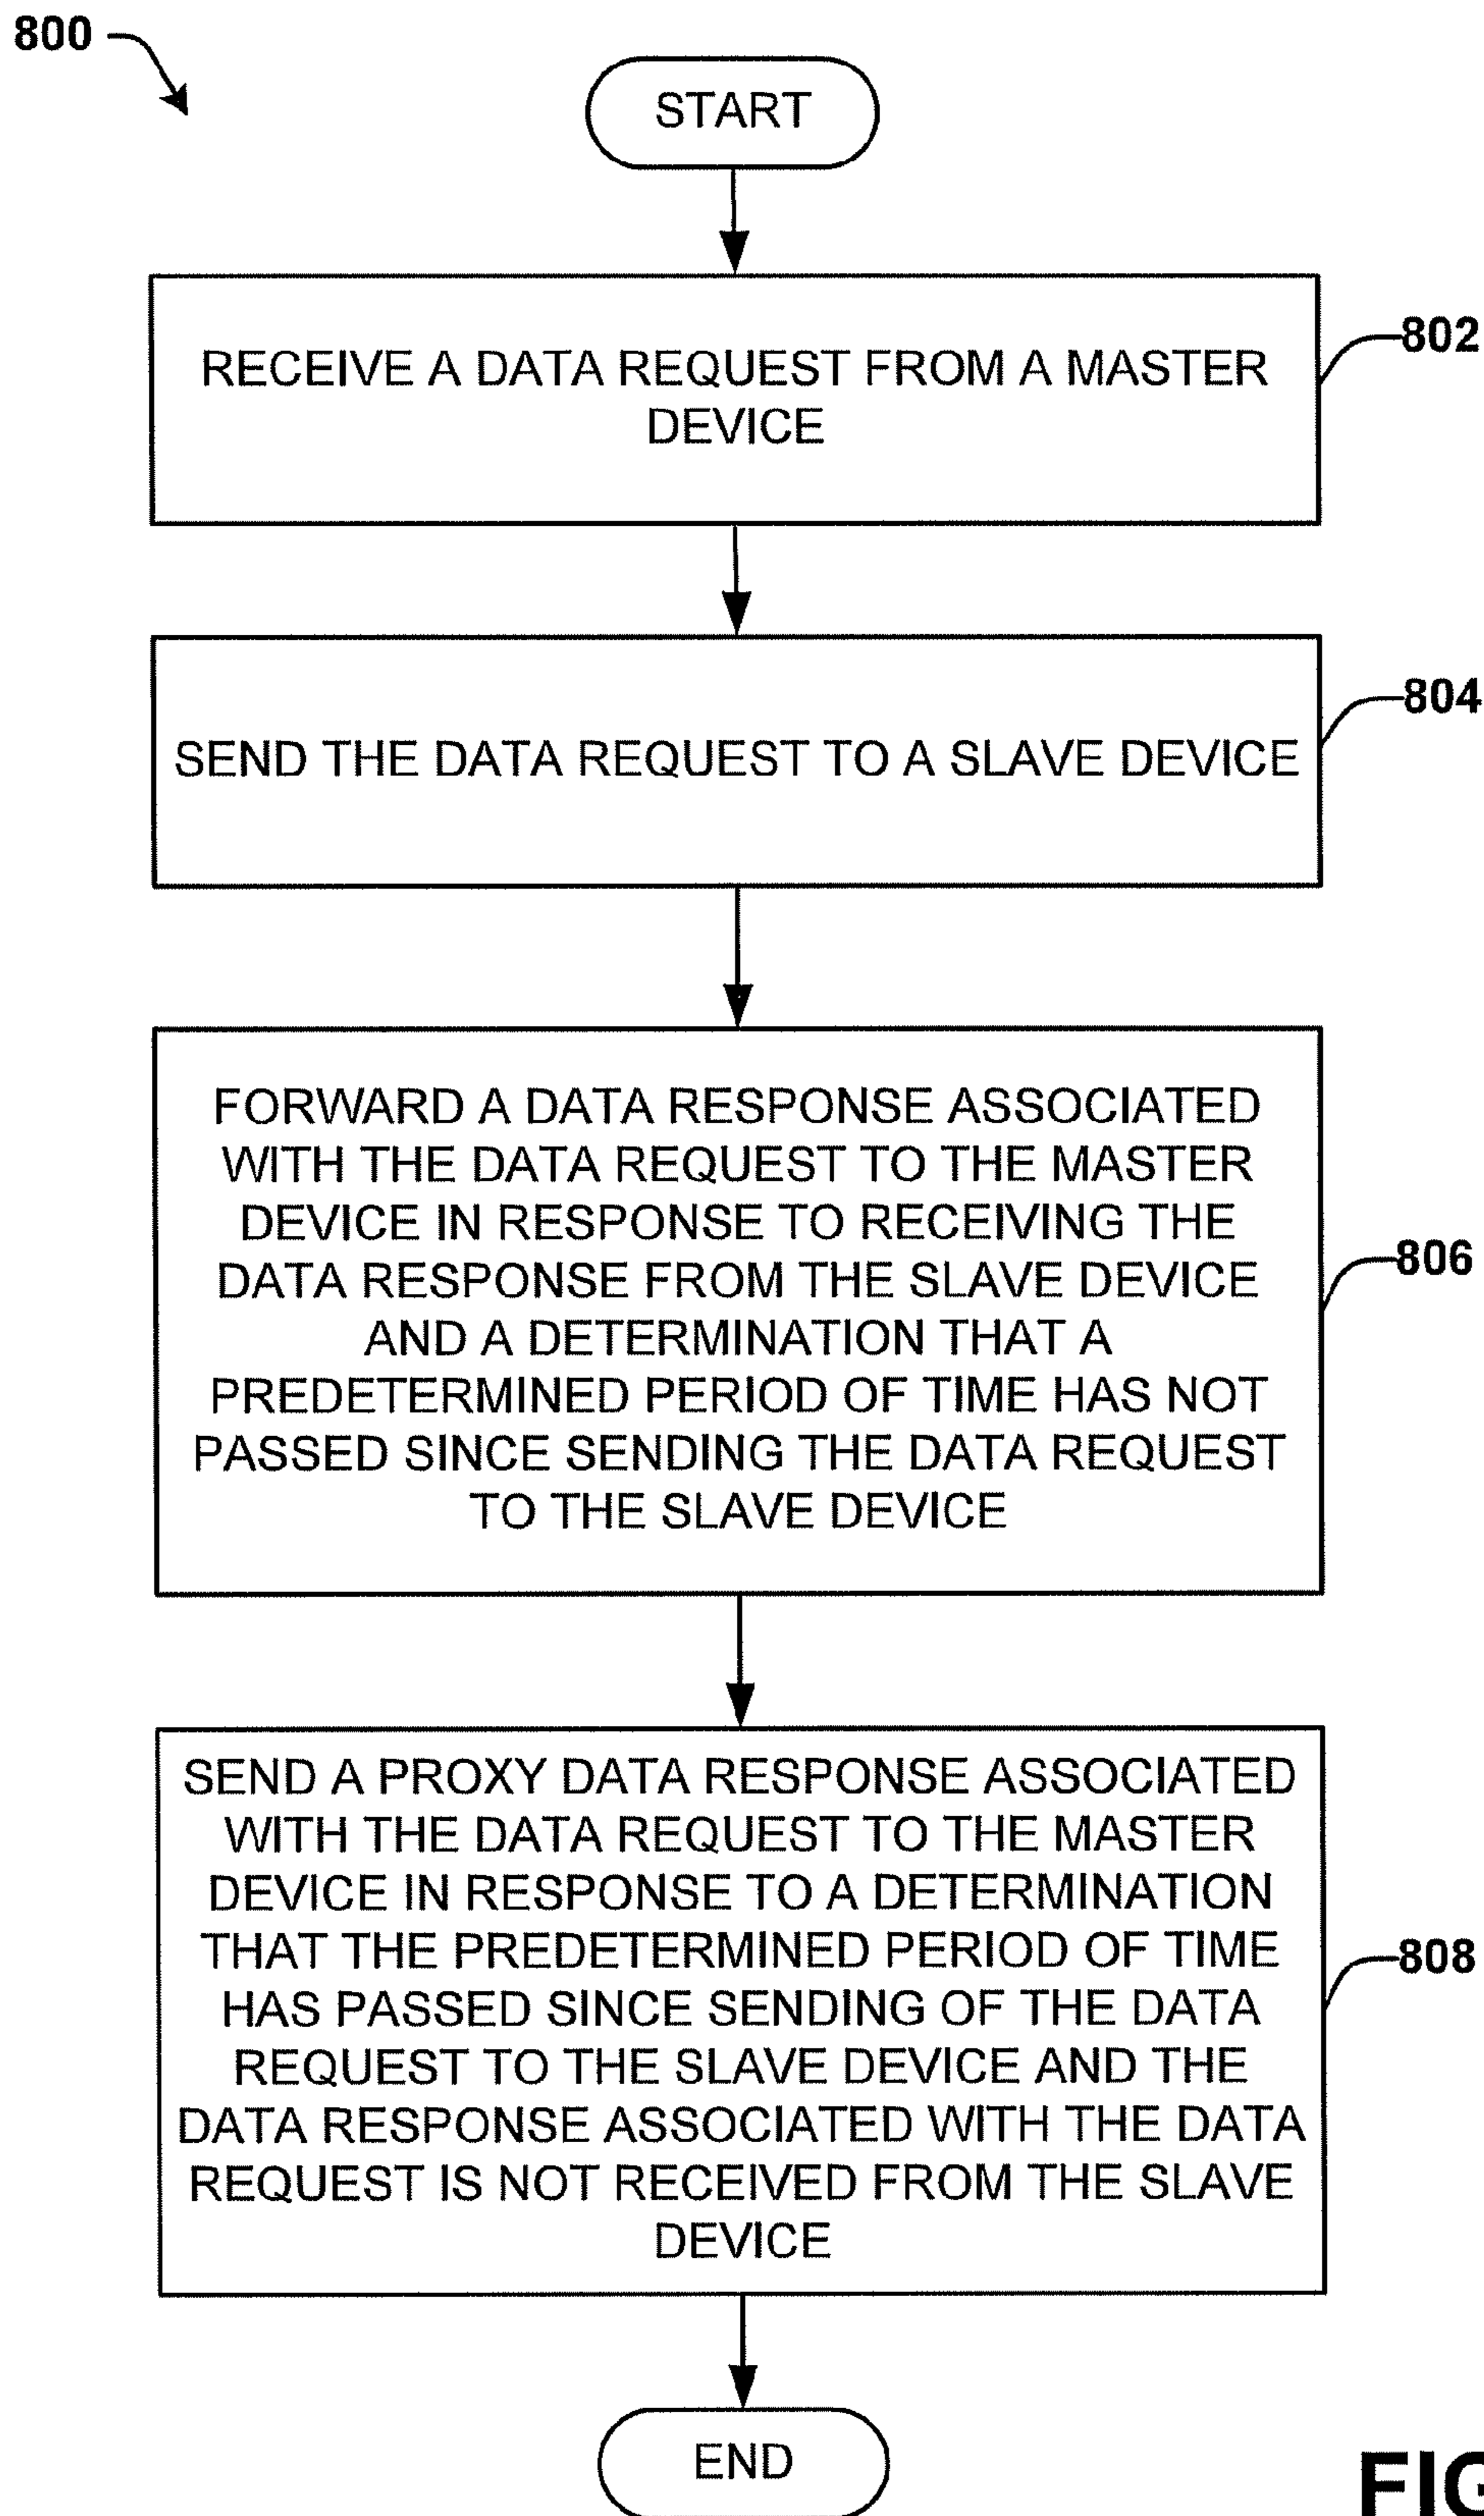 800
START
RECEIVE A DATA REQUEST FROM A MASTER
DEVICE
802
SEND THE DATA REQUEST TO A SLAVE DEVICE
804
FORWARD A DATA RESPONSE ASSOCIATED
WITH THE DATA REQUEST TO THE MASTER
DEVICE IN RESPONSE TO RECEIVING THE
DATA RESPONSE FROM THE SLAVE DEVICE
AND A DETERMINATION THAT A
PREDETERMINED PERIOD OF TIME HAS NOT
PASSED SINCE SENDING THE DATA REQUEST
TO THE SLAVE DEVICE
806
SEND A PROXY DATA RESPONSE ASSOCIATED
WITH THE DATA REQUEST TO THE MASTER
DEVICE IN RESPONSE TO A DETERMINATION
THAT THE PREDETERMINED PERIOD OF TIME
HAS PASSED SINCE SENDING OF THE DATA
REQUEST TO THE SLAVE DEVICE AND THE
DATA RESPONSE ASSOCIATED WITH THE DATA
REQUEST IS NOT RECEIVED FROM THE SLAVE
DEVICE
808
END
FIG